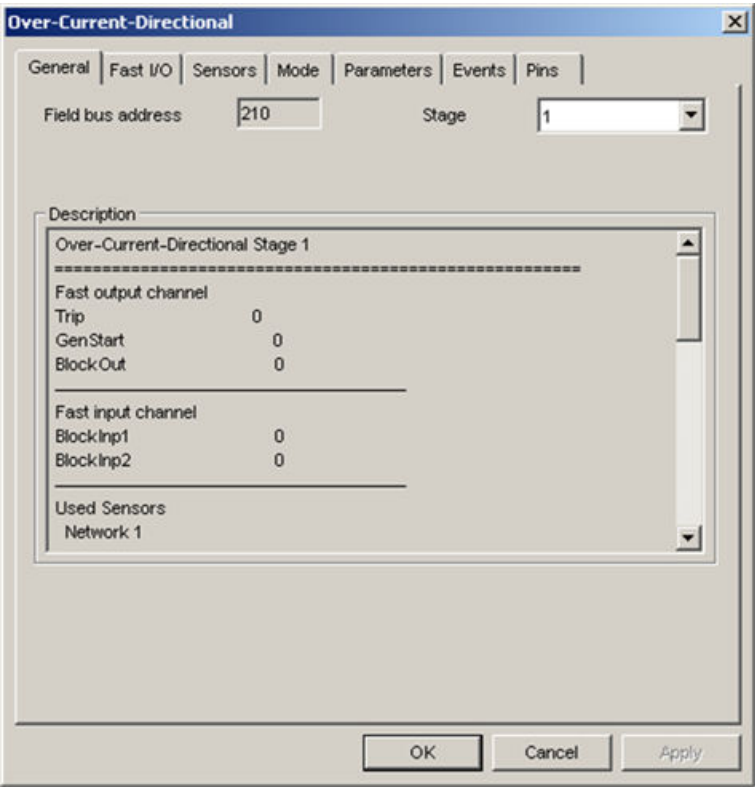 Over-Current-Directional
General Fast I/O Sensors Mode Parameters Events Pins
Field bus address 210 Stage 1
Description
Over-Current-Directional Stage 1
=======================================================
Fast output channel
Trip 0
GenStart 0
BlockOut 0
Fast input channel
BlockInp1 0
BlockInp2 0
Used Sensors
Network 1
OK Cancel Apply